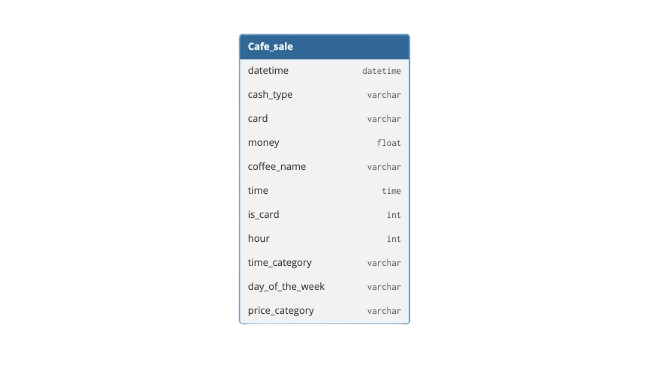 Cafe_sale
datetime datetime
cash_type varchar
card varchar
money float
coffee_name varchar
time time
is_card int
hour int
time_category varchar
day_of_the_week varchar
price_category varchar